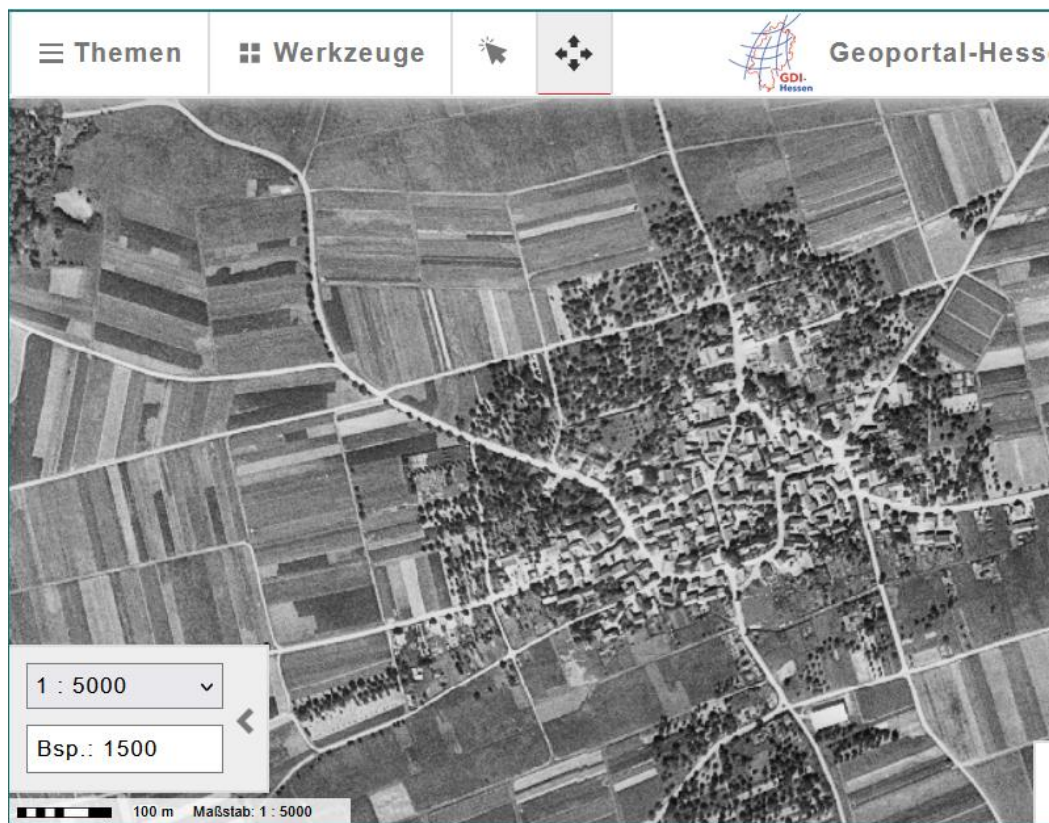 Themen
Werkzeuge
GDI-
Hessen
Geoportal-Hess
1 : 5000
Bsp.: 1500
100 m Maßstab: 1 : 5000